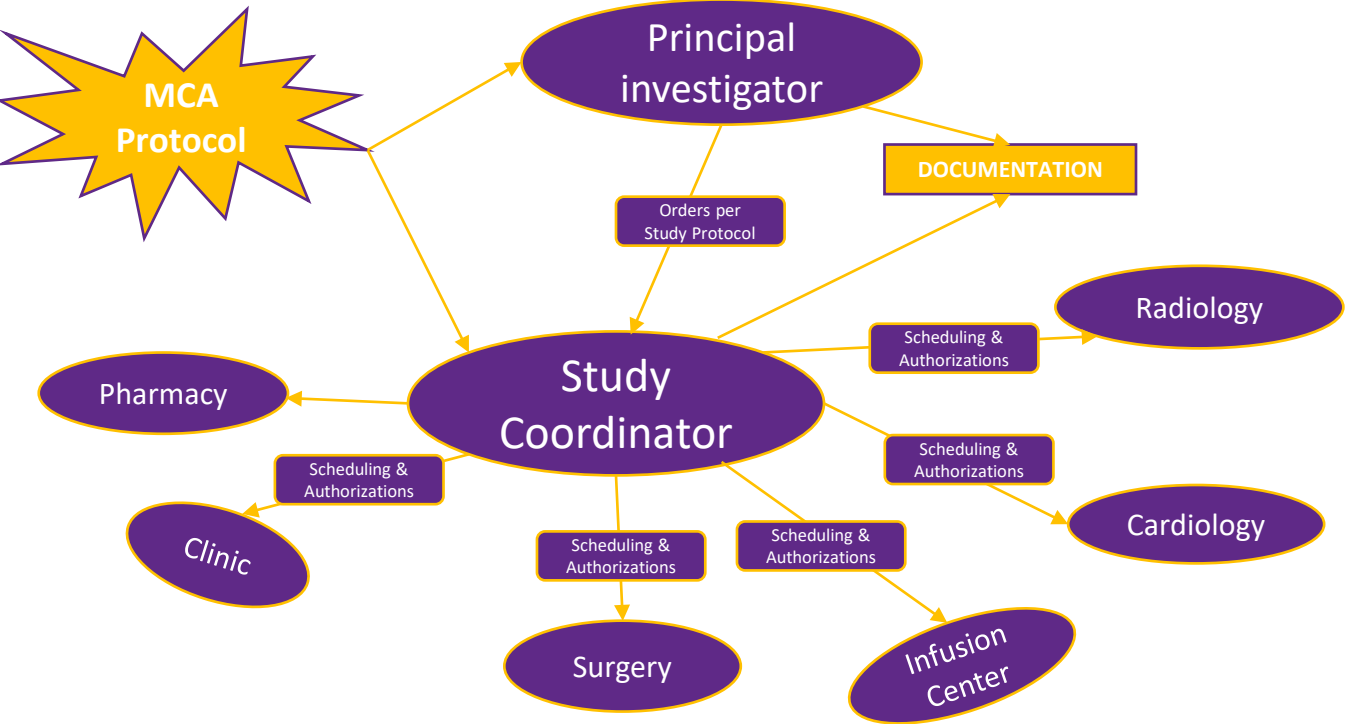 MCA
Protocol
Principal
investigator
DOCUMENTATION
Orders per
Study Protocol
Radiology
Scheduling &
Authorizations
Study
Coordinator
Pharmacy
Scheduling &
Authorizations
Scheduling &
Authorizations
Cardiology
Clinic
Scheduling &
Authorizations
Scheduling &
Authorizations
Surgery
Infusion
Center